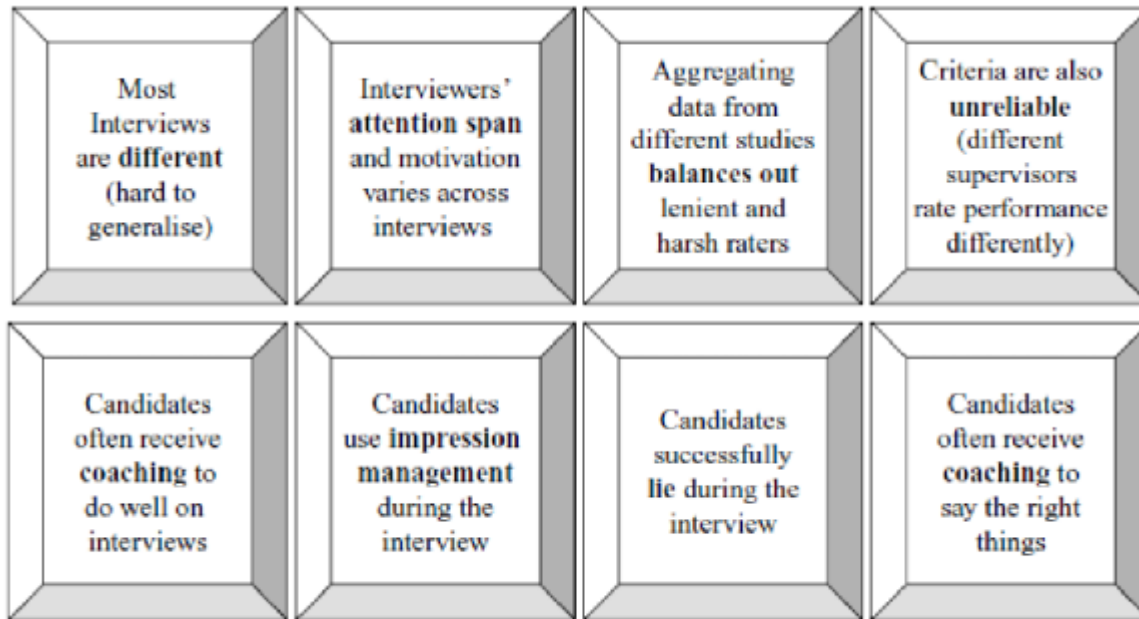 Most
Interviews
are different
(hard to
generalise)
Interviewers'
attention span
and motivation
varies across
interviews
Aggregating
data from
different studies
balances out
lenient and
harsh raters
Criteria are also
unreliable
(different
supervisors
rate performance
differently)
Candidates
often receive
coaching to
do well on
interviews
Candidates
use impression
management
during the
interview
Candidates
successfully
lie during the
interview
Candidates
often receive
coaching to
say the right
things